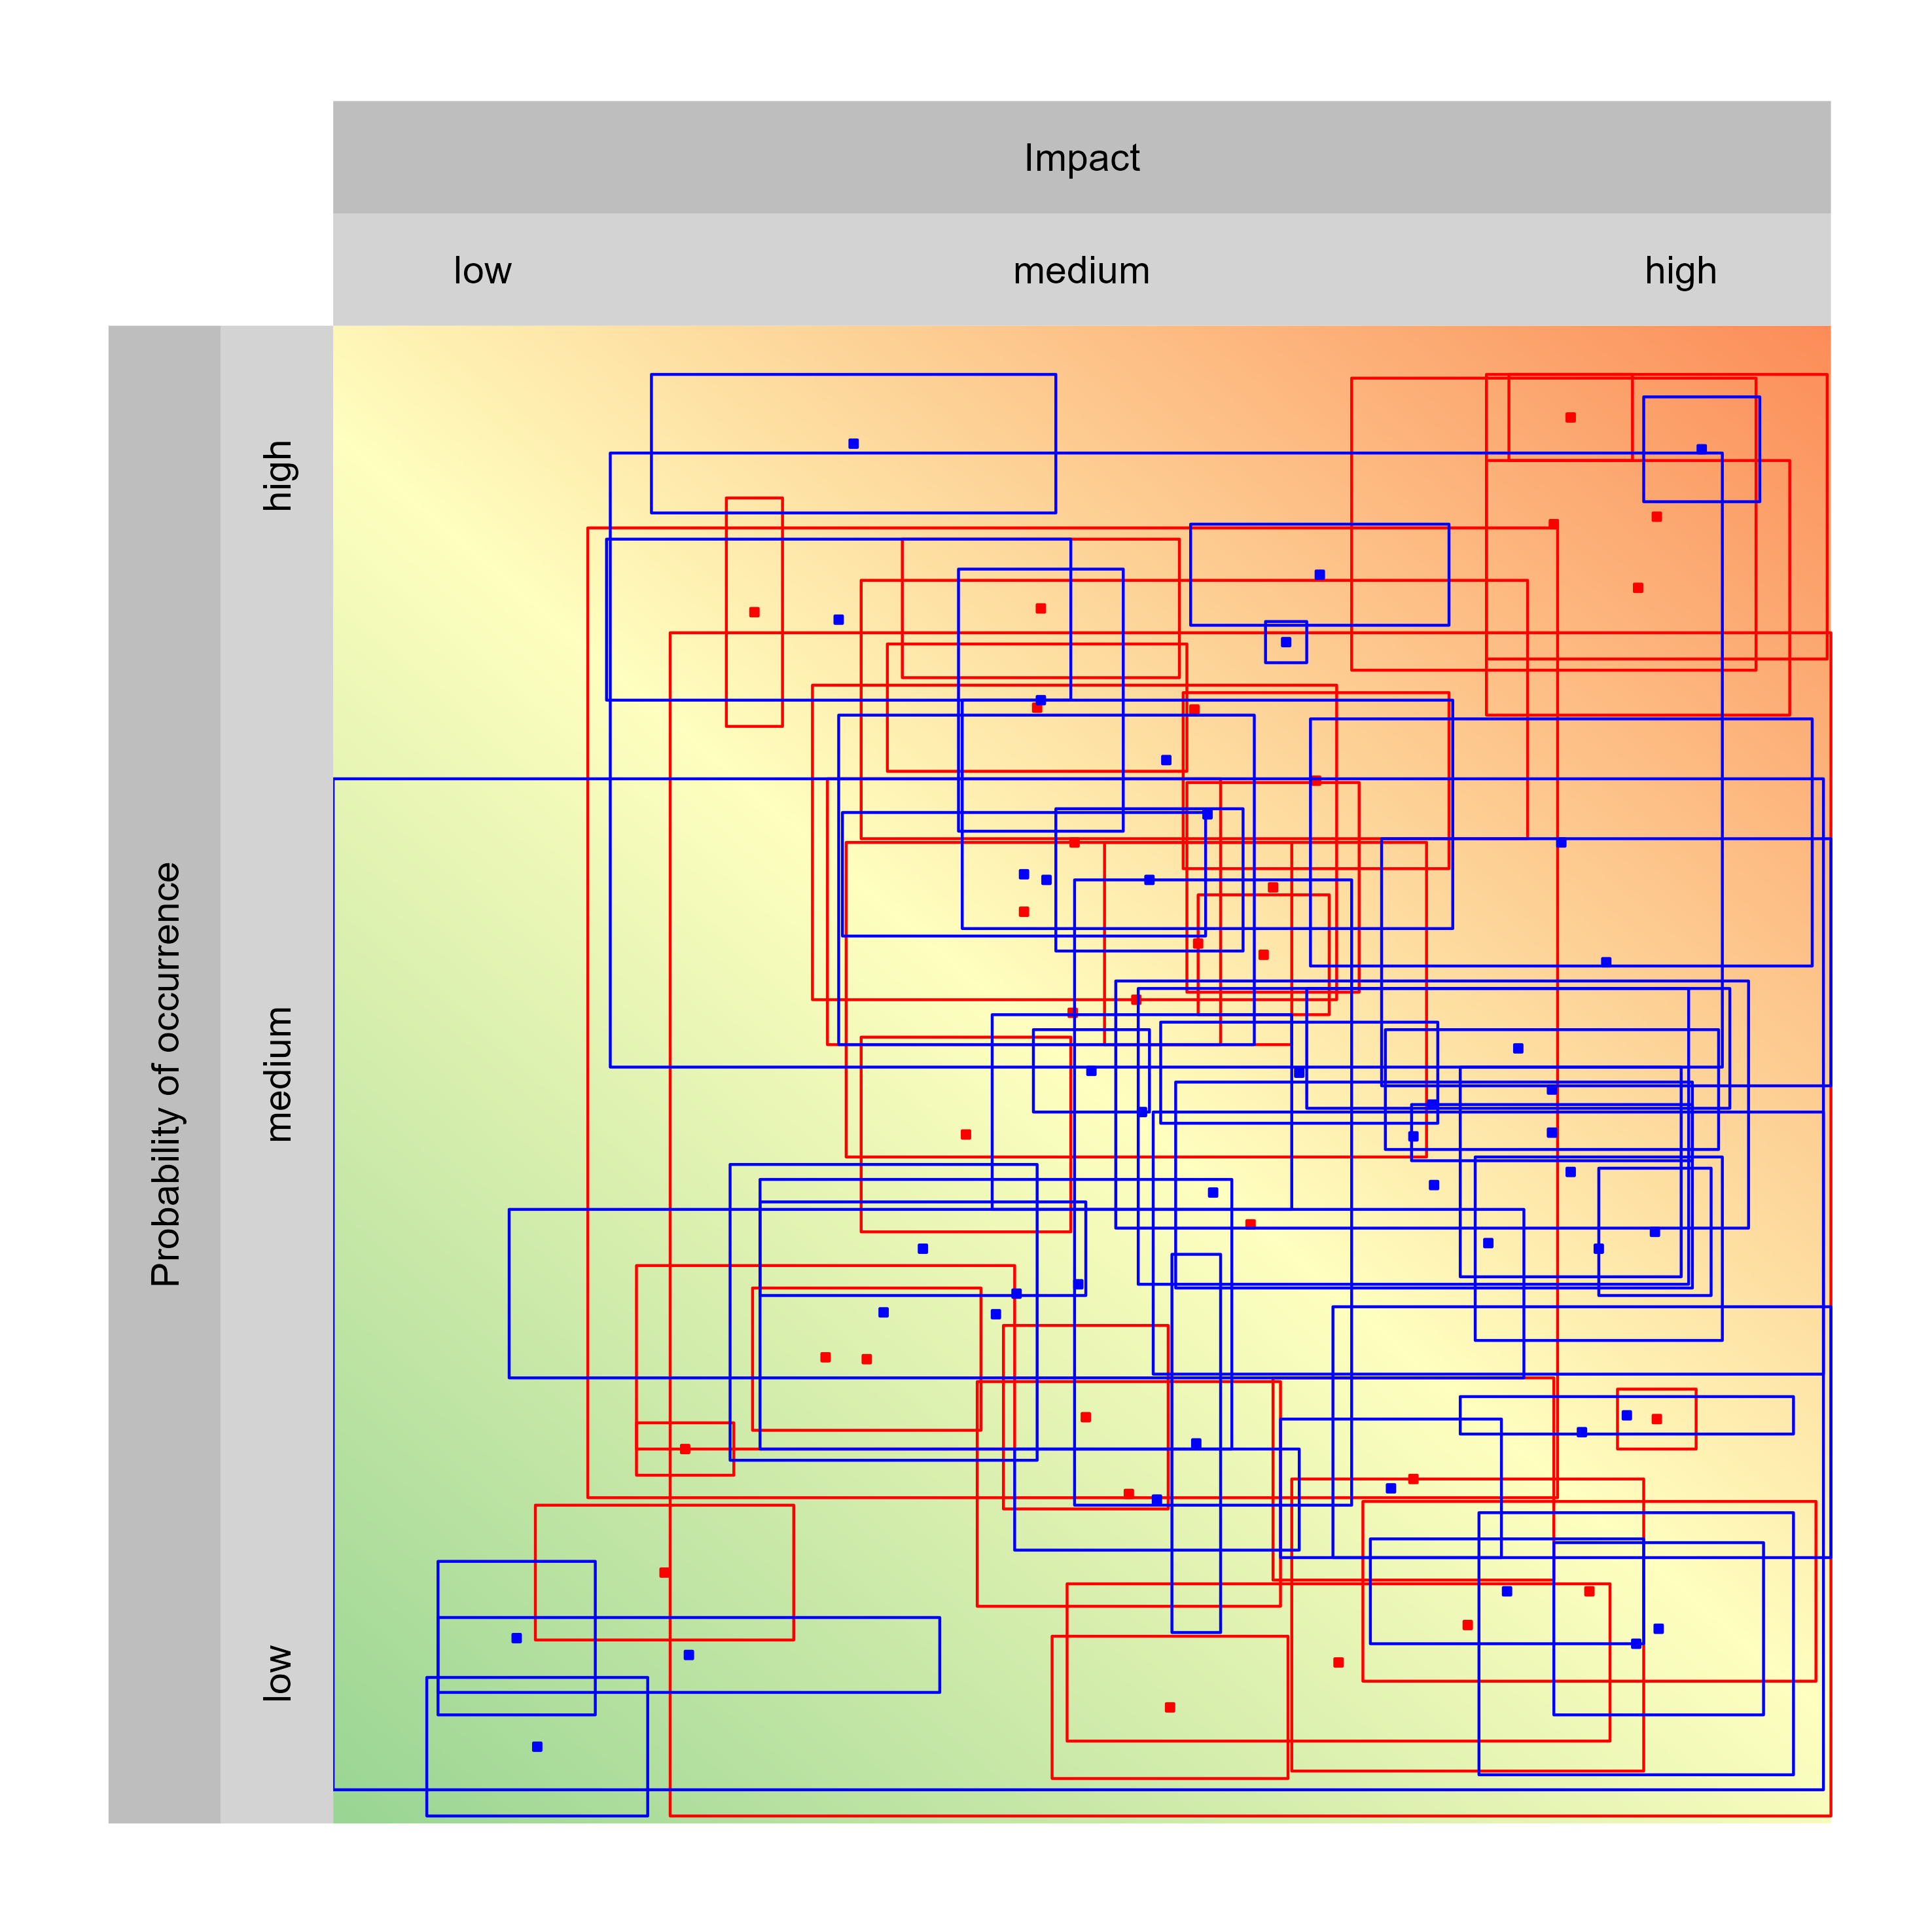 Impact
low
medium
high
Probability of occurrence
high
medium
low